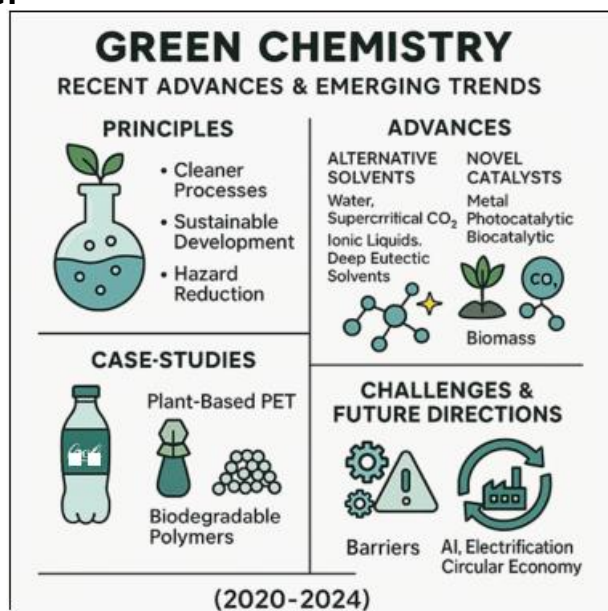 GREEN CHEMISTRY
RECENT ADVANCES & EMERGING TRENDS
PRINCIPLES
• Cleaner
Processes
• Sustainable
Development
• Hazard
Reduction
ADVANCES
ALTERNATIVE
SOLVENTS
Water,
Supercrritical CO₂
Ionic Liquids.
Deep Eutectic
Solvents
NOVEL
CATALYSTS
Metal
Photocatalytic
Biocatalytic
CO,
Biomass
CASE-STUDIES
Plant-Based PET
Biodegradable
Polymers
CHALLENGES &
FUTURE DIRECTIONS
!
Barriers
AI, Electrification
Circular Economy
(2020-2024)